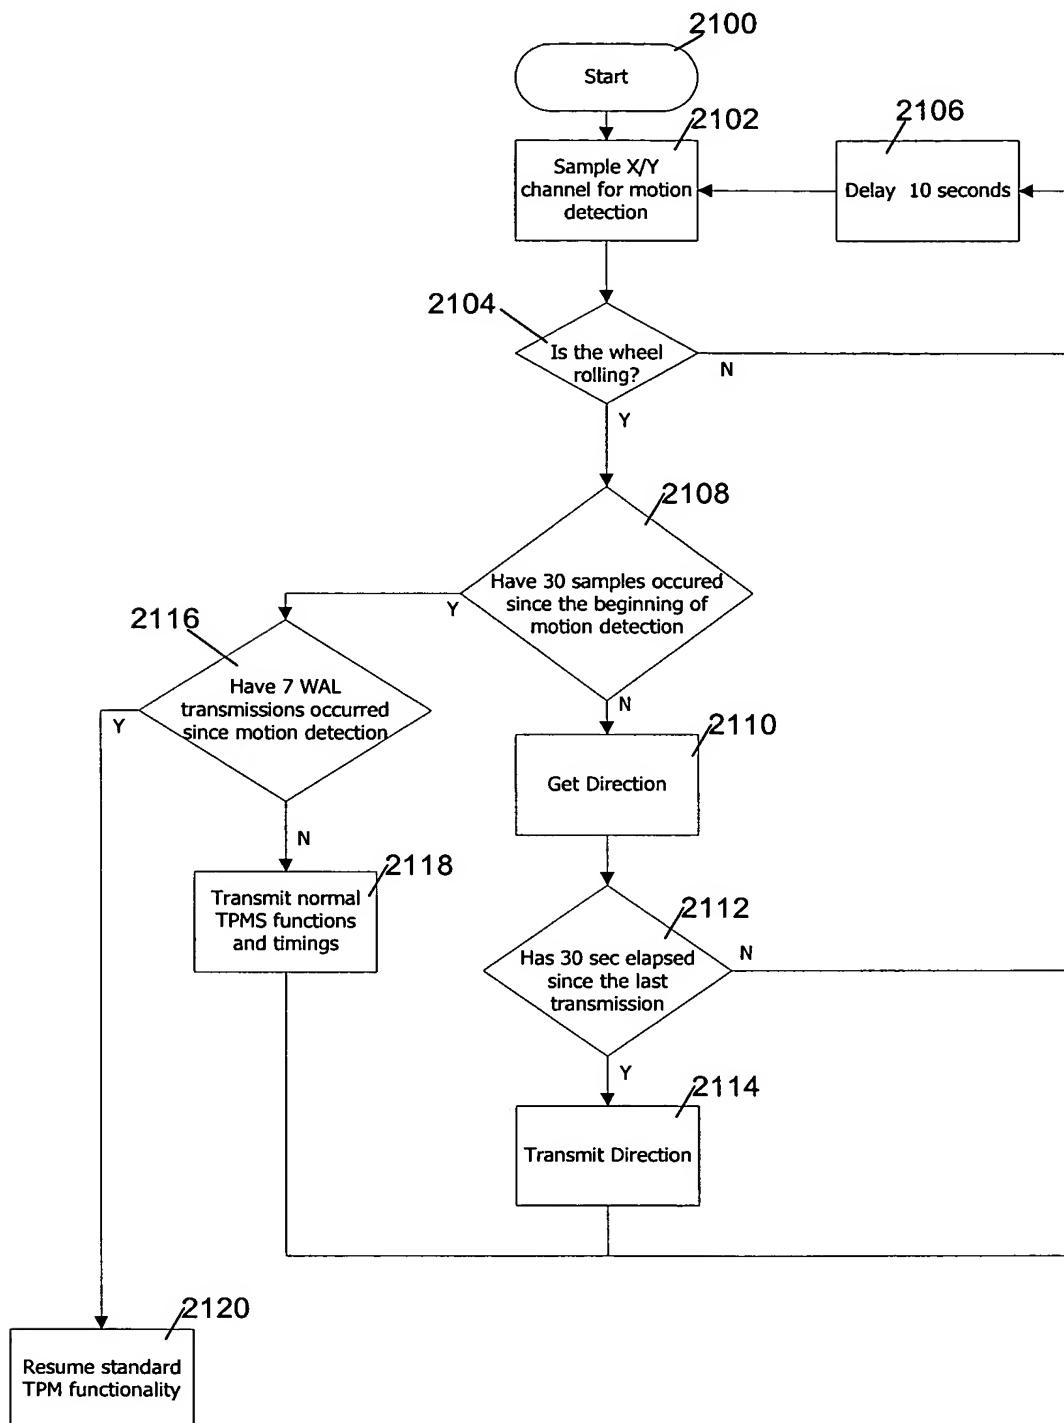 2100
Start
2102
2106
Sample X/Y
channel for motion
detection
Delay 10 seconds
2104
Is the wheel
rolling?
N
Y
2108
Have 30 samples occured
since the beginning of
motion detection
Y
N
2116
Have 7 WAL
transmissions occurred
since motion detection
Y
N
2110
Get Direction
2118
Transmit normal
TPMS functions
and timings
2112
Has 30 sec elapsed
since the last
transmission
N
Y
2114
Transmit Direction
2120
Resume standard
TPM functionality